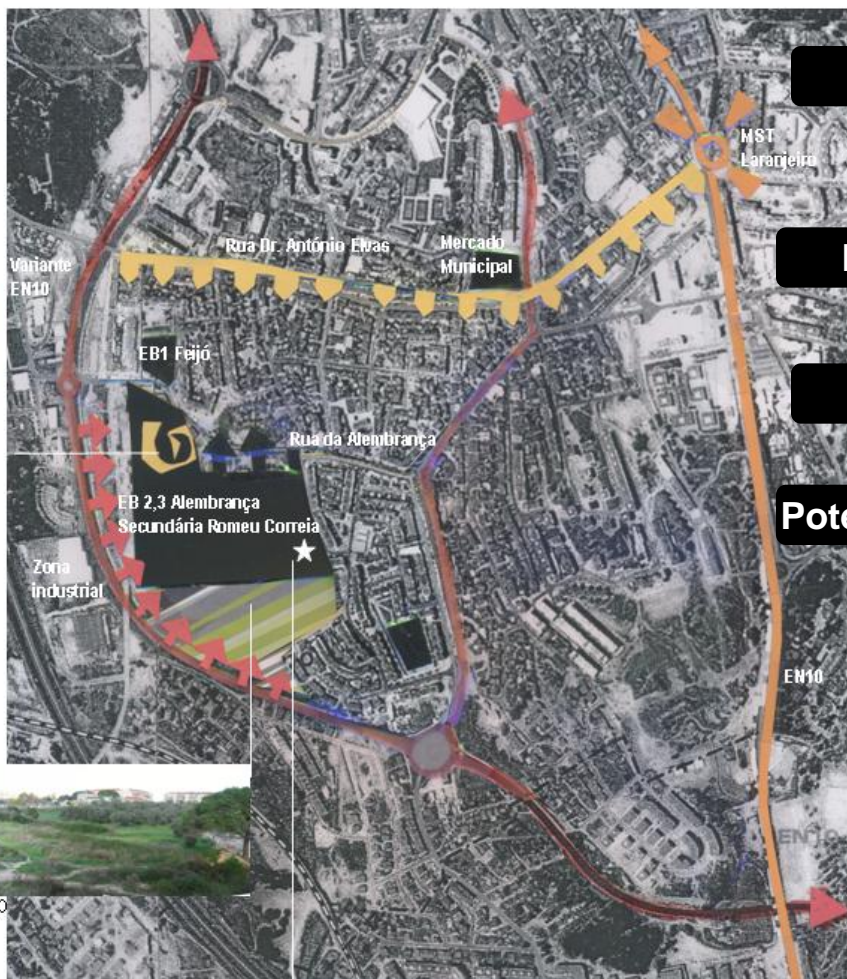 MST
Laranjeiro
Rua Dr. António Elvas
Mercado
Municipal
Variante
EN10
EB1 Feijó
Rua da Alembrança
EB 2,3 Alembrança
Secundária Romeu Correia
Zona
industrial
Pote
EN10